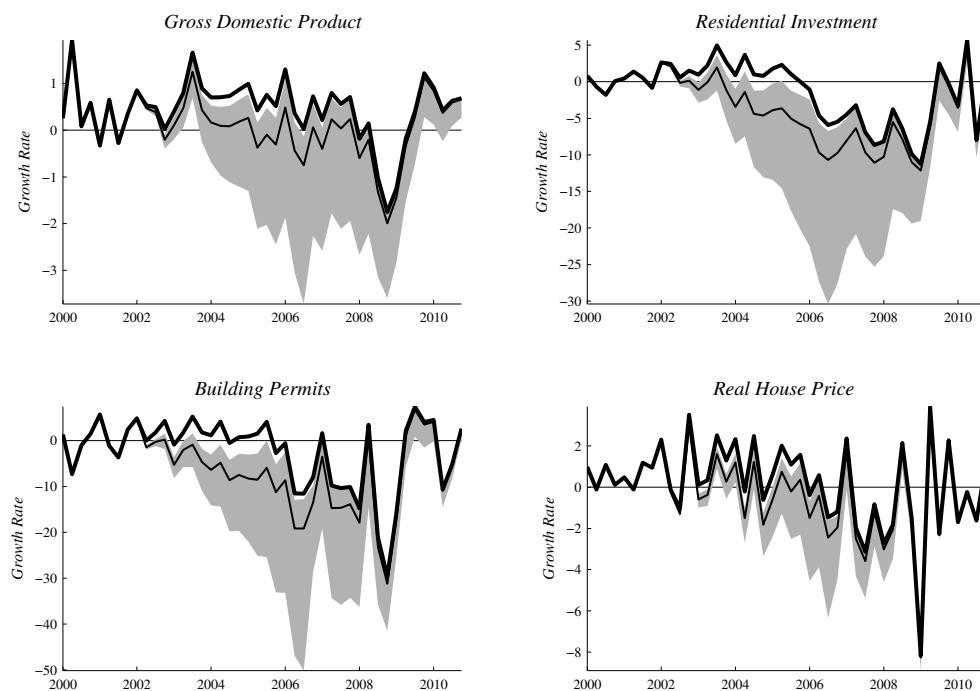 Gross Domestic Product
Growth Rate
1
0
−1
−2
−3
2000 2002 2004 2006 2008 2010
Residential Investment
Growth Rate
5
0
−5
−10
−15
−20
−25
−30
2000 2002 2004 2006 2008 2010
Building Permits
Growth Rate
0
−10
−20
−30
−40
−50
2000 2002 2004 2006 2008 2010
Real House Price
Growth Rate
2
0
−2
−4
−6
−8
2000 2002 2004 2006 2008 2010